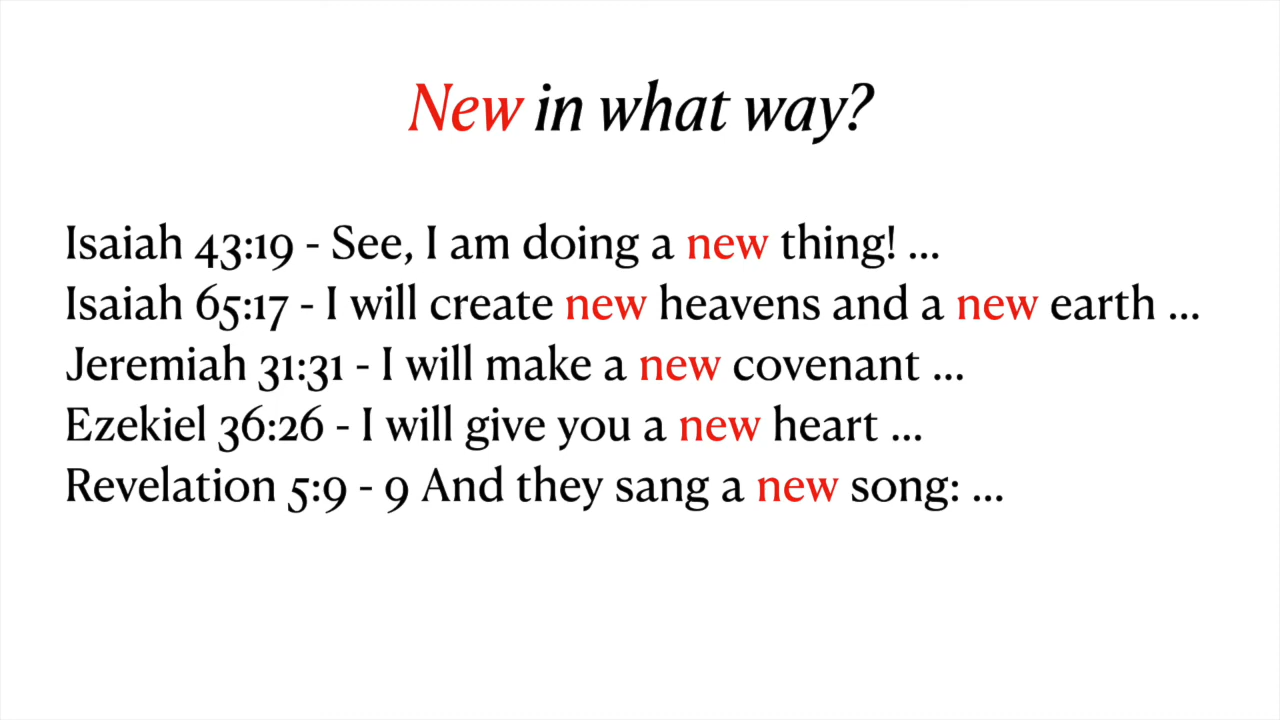 New in what way?
Isaiah 43:19 - See, I am doing a new thing! ...
Isaiah 65:17 - I will create new heavens and a new earth ...
Jeremiah 31:31 - I will make a new covenant ...
Ezekiel 36:26 - I will give you a new heart ...
Revelation 5:9 - 9 And they sang a new song: ...